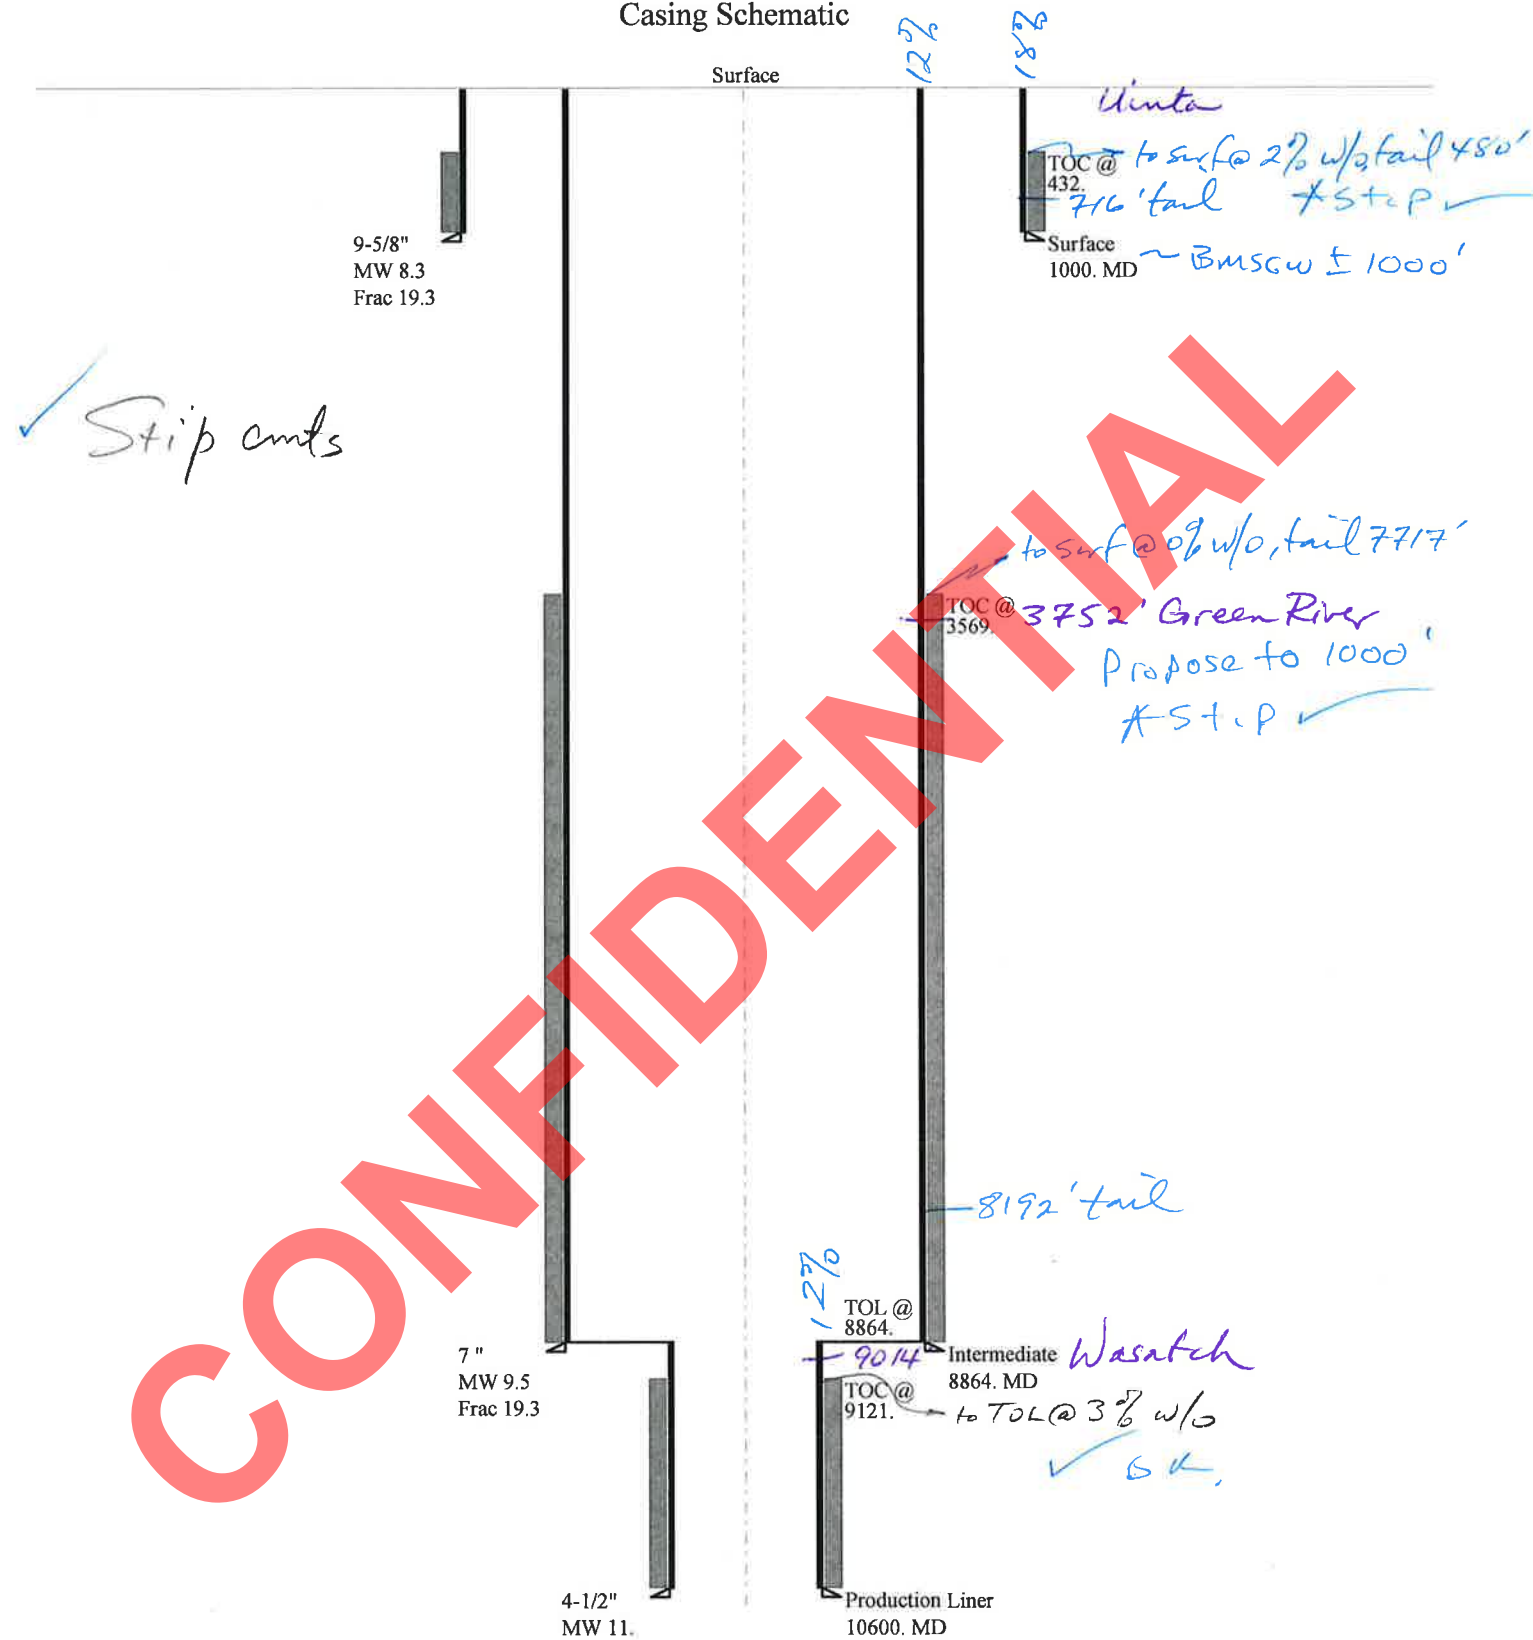 Casing Schematic
12%
18%
Surface
Uinta
TOC @
432.
to surf @ 2% w/o, tail 480'
716' tail
*Stip ✓
9-5/8"
MW 8.3
Frac 19.3
Surface
1000. MD
~ BMSGW ± 1000'
✓ Stip cmts
to surf @ 0% w/o, tail 7717'
TOC @
3569.
3752' Green River
Propose to 1000'
*Stip ✓
CONFIDENTIAL
8192' tail
12%
TOL @
8864.
7 "
MW 9.5
Frac 19.3
9014
Intermediate
8864. MD
Wasatch
TOC @
9121.
to TOL @ 3% w/o
✓ OK.
4-1/2"
MW 11.
Production Liner
10600. MD